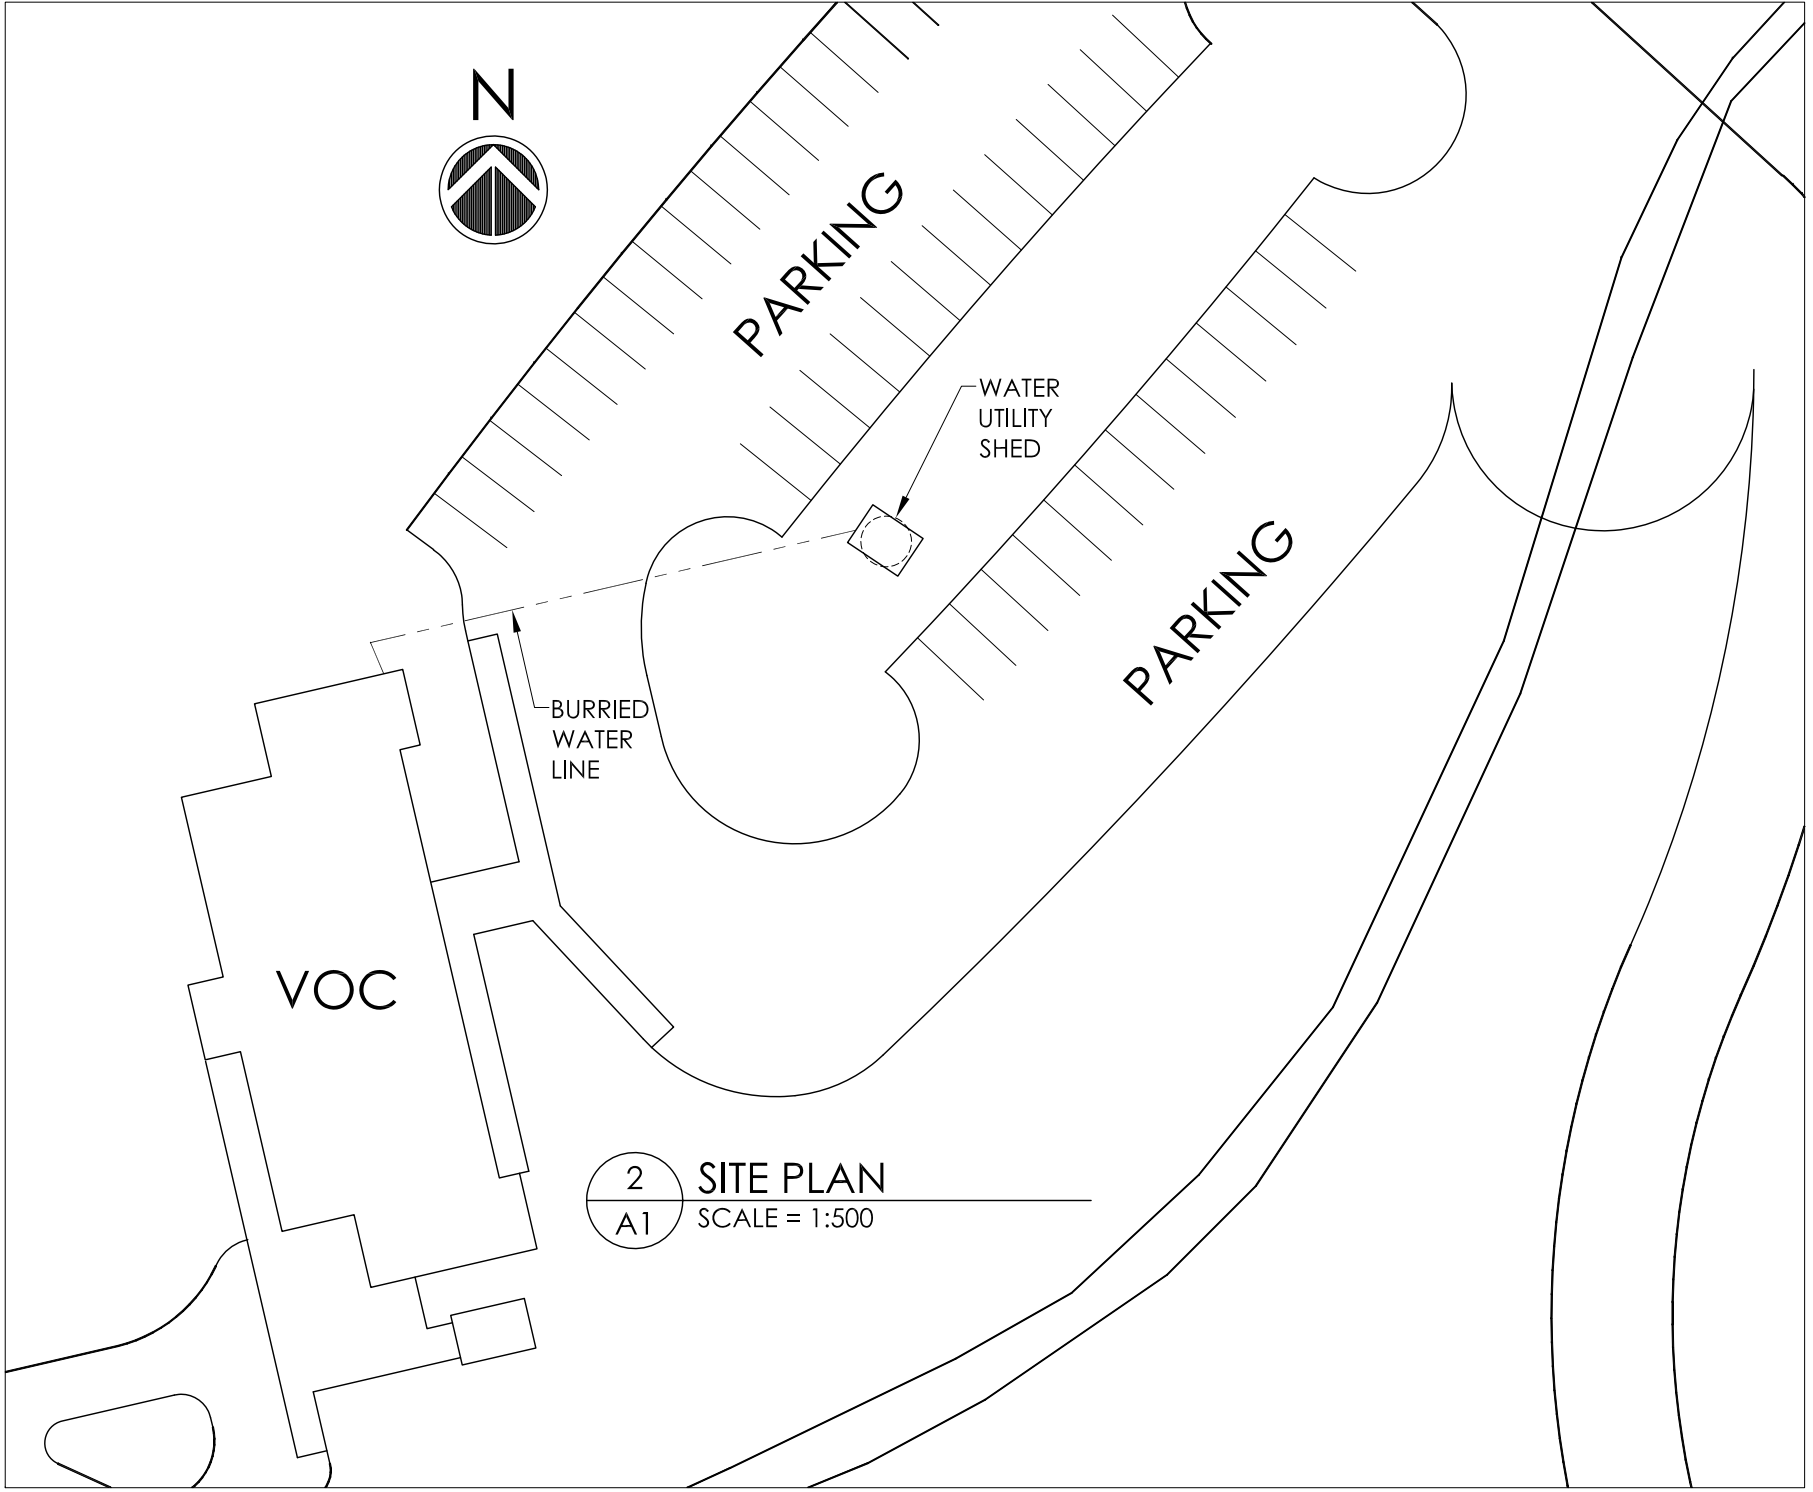 N
PARKING
WATER
UTILITY
SHED
PARKING
BURRIED
WATER
LINE
VOC
2
A1
SITE PLAN
SCALE = 1:500